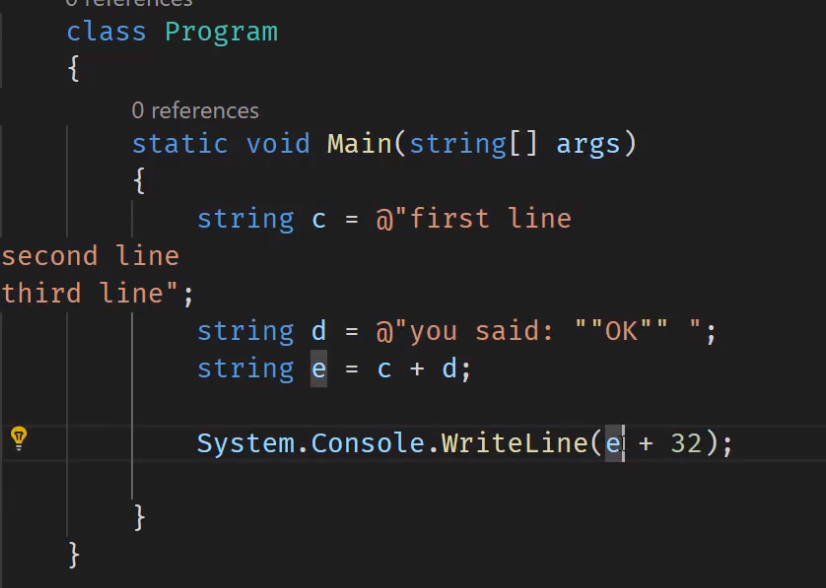 0 references
class Program
{
0 references
static void Main(string[] args)
{
string c = @"first line
second line
third line";
string d = @"you said: ""OK"" ";
string e = c + d;
System.Console.WriteLine(e + 32);
}
}